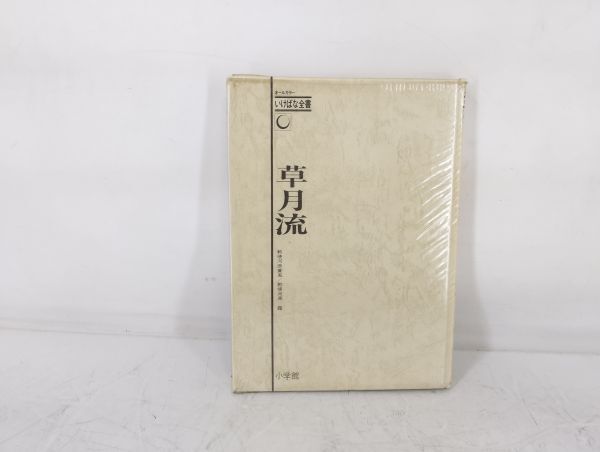 オールカラー
いけばな全書
草月流
小学館